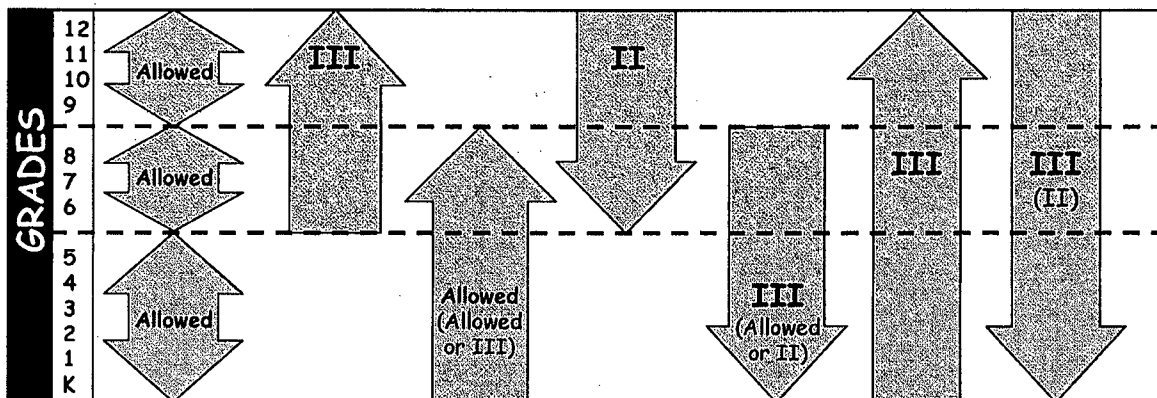 GRADES
12
11
10
9
8
7
6
5
4
3
2
1
K
Allowed
Allowed
Allowed
III
Allowed
(Allowed
or III)
II
III
(Allowed
or II)
III
III
(II)